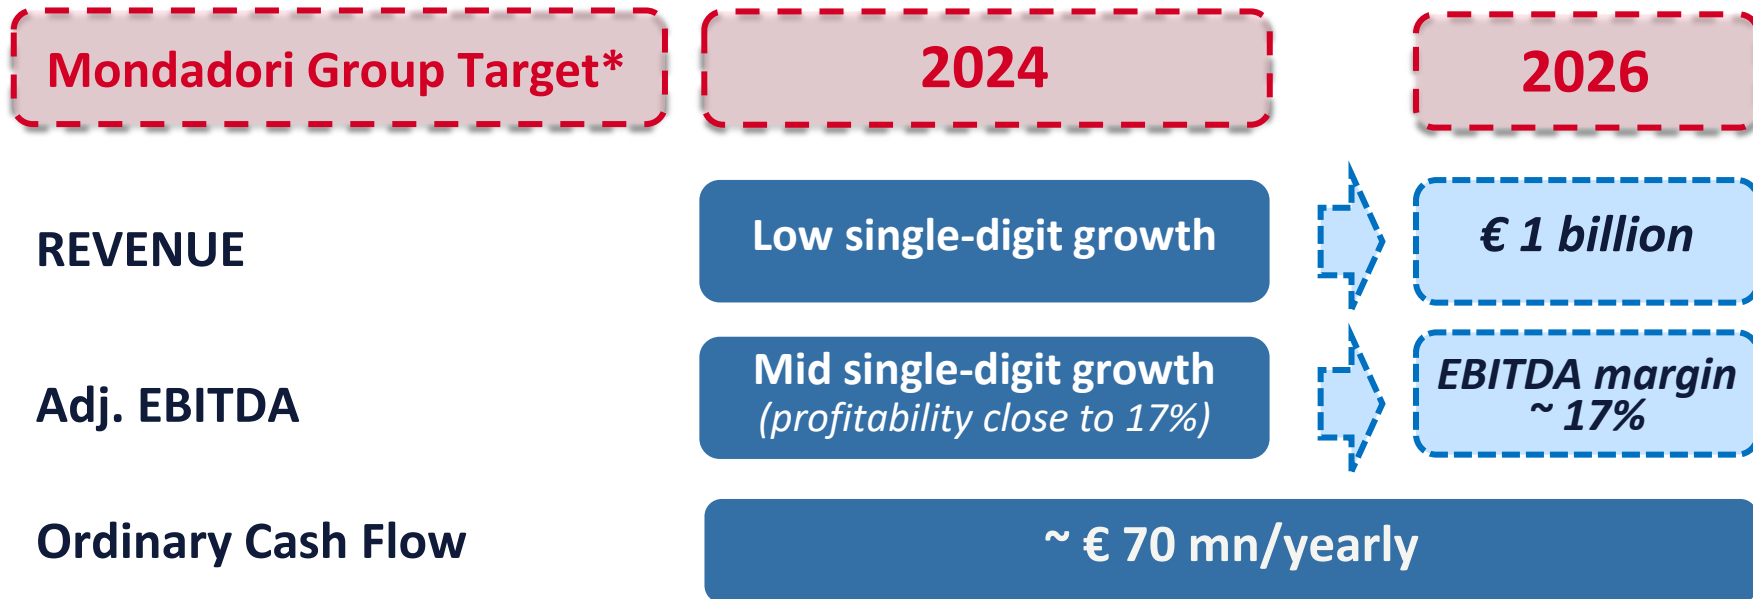 Mondadori Group Target*
2024
2026
REVENUE
Low single-digit growth
€ 1 billion
Adj. EBITDA
Mid single-digit growth
(profitability close to 17%)
EBITDA margin
~ 17%
Ordinary Cash Flow
~ € 70 mn/yearly